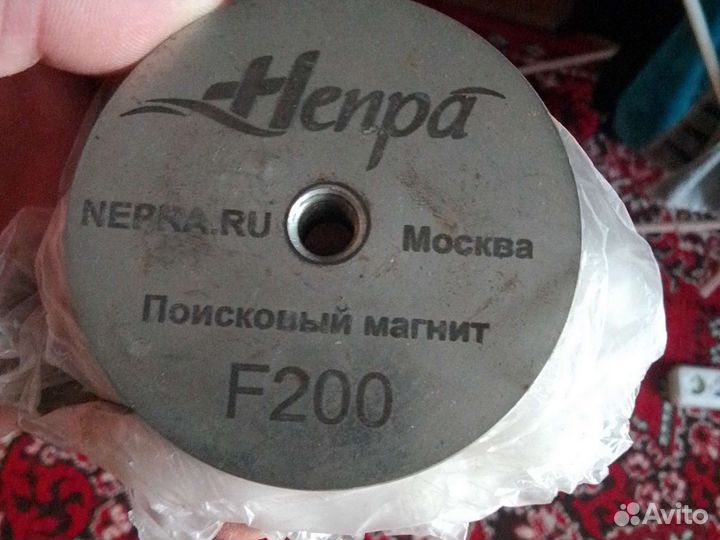 Непра
NEPRA.RU
Москва
Поисковый магнит
F200
Avito